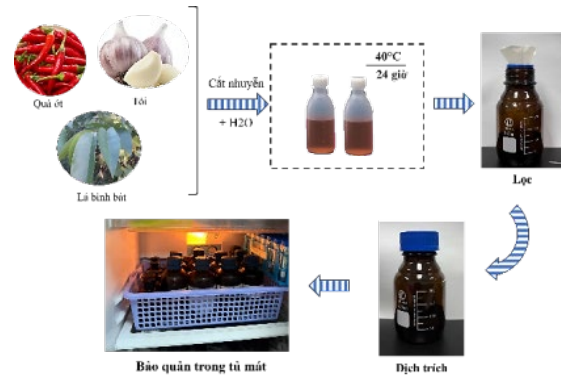 Quả ớt
Tỏi
Lá bình bát
Cắt nhuyễn
+ H2O
40°C
24 giờ
Lọc
Dịch trích
Bảo quản trong tủ mát